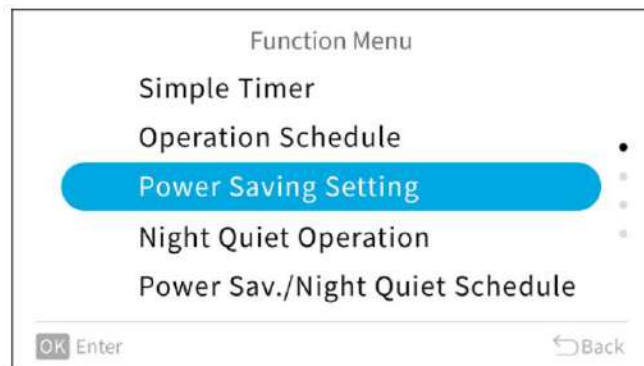 Function Menu
Simple Timer
Operation Schedule
Power Saving Setting
Night Quiet Operation
Power Sav./Night Quiet Schedule
OK Enter
Back